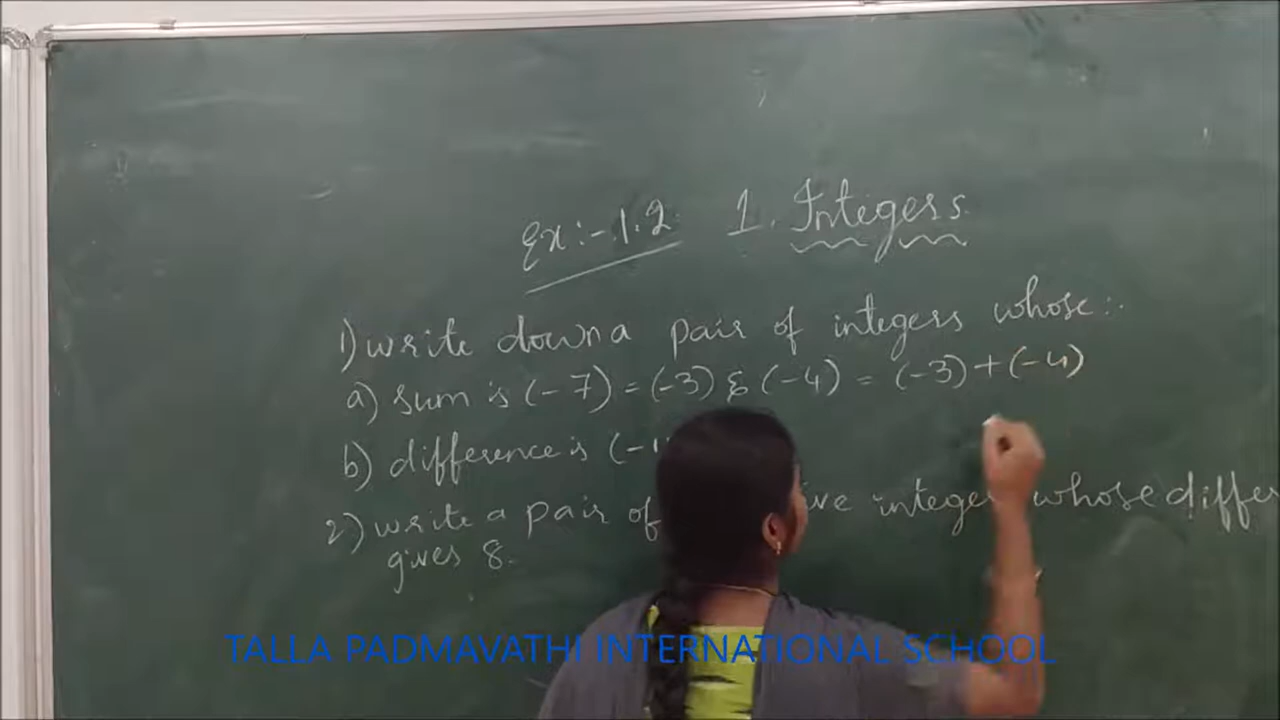 Ex:-1.2 1. Integers
1) write down a pair of integers whose:-
a) sum is (-7) = (-3) & (-4) = (-3)+(-4)
b) difference is (-1
2) write a pair of ive integer whose differ
gives 8.
TALLA PADMAVATHI INTERNATIONAL SCHOOL